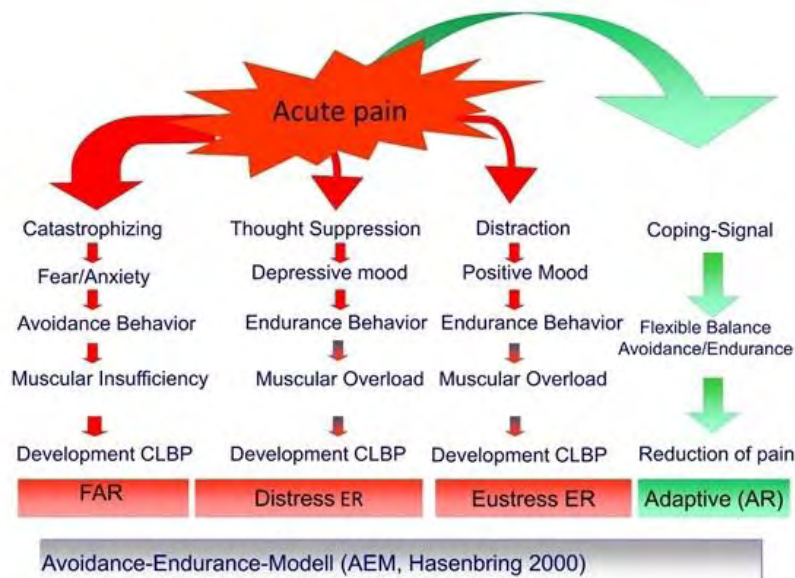 Acute pain
Catastrophizing
Fear/Anxiety
Avoidance Behavior
Muscular Insufficiency
Development CLBP
FAR
Thought Suppression
Depressive mood
Endurance Behavior
Muscular Overload
Development CLBP
Distress ER
Distraction
Positive Mood
Endurance Behavior
Muscular Overload
Development CLBP
Eustress ER
Coping-Signal
Flexible Balance
Avoidance/Endurance
Reduction of pain
Adaptive (AR)
Avoidance-Endurance-Modell (AEM, Hasenbring 2000)